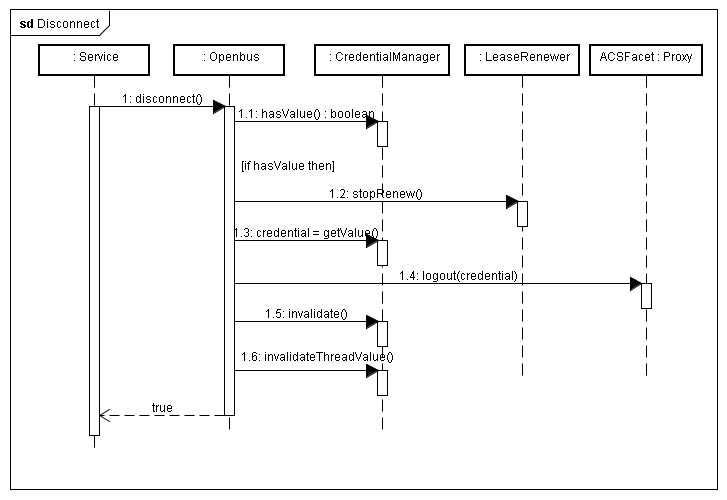 sd Disconnect
: Service
: Openbus
: CredentialManager
: LeaseRenewer
ACSFacet : Proxy
1: disconnect()
1.1: hasValue() : boolean
[if hasValue then]
1.2: stopRenew()
1.3: credential = getValue()
1.4: logout(credential)
1.5: invalidate()
1.6: invalidateThreadValue()
true